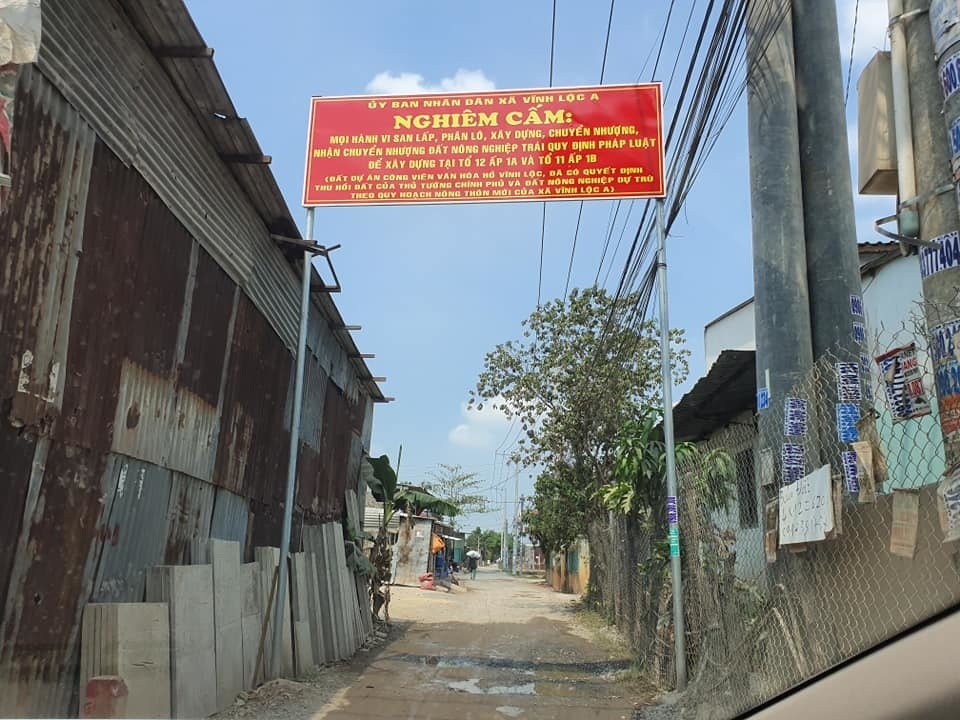 ỦY BAN NHÂN DÂN XÃ VĨNH LỘC A
NGHIÊM CẤM:
MỌI HÀNH VI SAN LẤP, PHÂN LÔ, XÂY DỰNG, CHUYỂN NHƯỢNG,
NHẬN CHUYỂN NHƯỢNG ĐẤT NÔNG NGHIỆP TRÁI QUY ĐỊNH PHÁP LUẬT
ĐỂ XÂY DỰNG TẠI TỔ 12 ẤP 1A VÀ TỔ 11 ẤP 1B
(ĐẤT DỰ ÁN CÔNG VIÊN VĂN HÓA HỒ VĨNH LỘC, ĐÃ CÓ QUYẾT ĐỊNH
THU HỒI ĐẤT CỦA THỦ TƯỚNG CHÍNH PHỦ VÀ ĐẤT NÔNG NGHIỆP DỰ TRÙ
THEO QUY HOẠCH NÔNG THÔN MỚI CỦA XÃ VĨNH LỘC A)